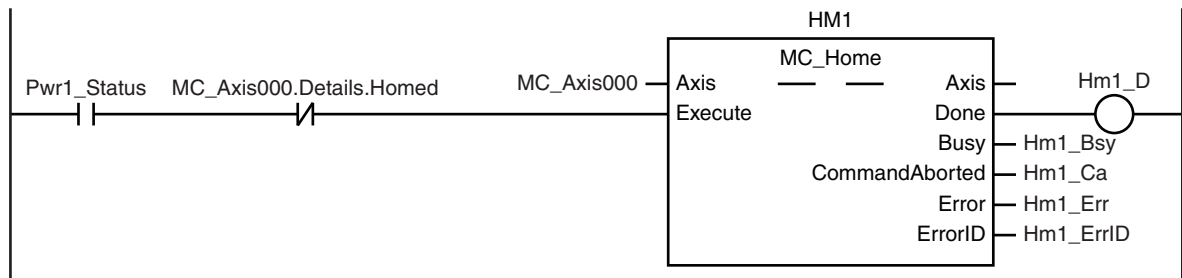 HM1
MC_Home
Pwr1_Status MC_Axis000.Details.Homed MC_Axis000 Axis Axis Hm1_D
Execute Done
Busy Hm1_Bsy
CommandAborted Hm1_Ca
Error Hm1_Err
ErrorID Hm1_ErrID